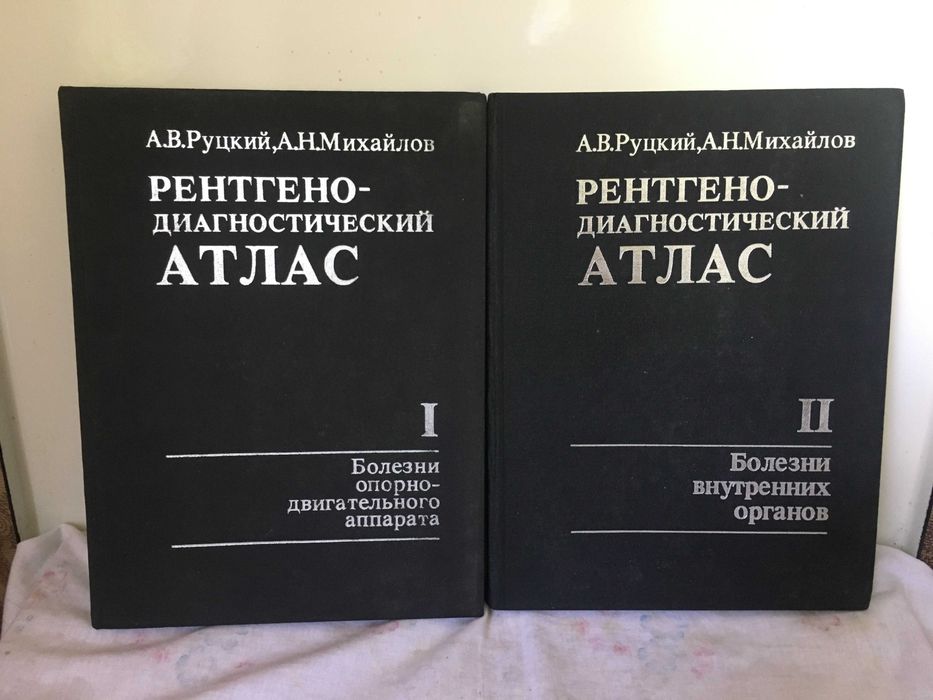 А.В.Руцкий, А.Н.Михайлов
РЕНТГЕНО-
ДИАГНОСТИЧЕСКИЙ
АТЛАС
I
Болезни
опорно-
двигательного
аппарата
А.В.Руцкий, А.Н.Михайлов
РЕНТГЕНО-
ДИАГНОСТИЧЕСКИЙ
АТЛАС
II
Болезни
внутренних
органов